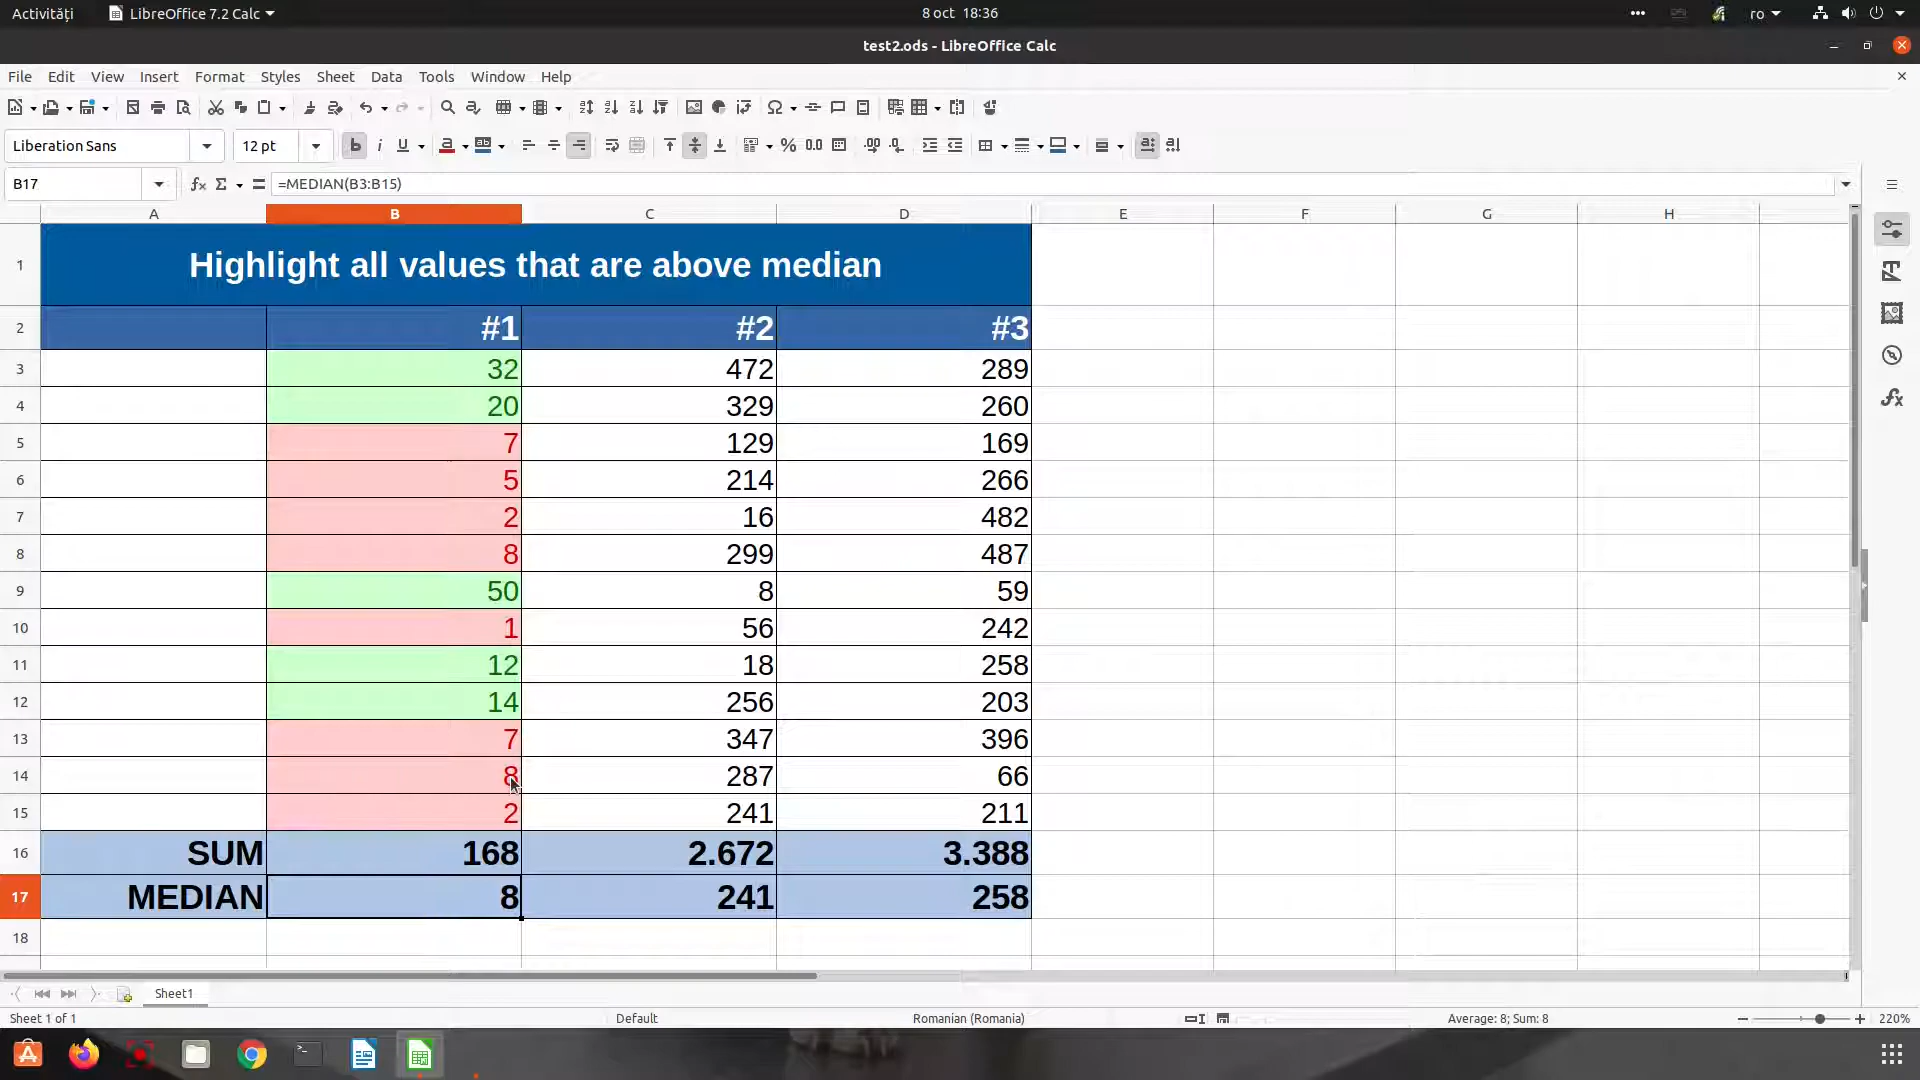 Activități LibreOffice 7.2 Calc 8 oct 18:36 ro
test2.ods - LibreOffice Calc
File Edit View Insert Format Styles Sheet Data Tools Window Help
Liberation Sans 12 pt
B17 =MEDIAN(B3:B15)
A B C D E F G H
1 Highlight all values that are above median
2 #1 #2 #3
3 32 472 289
4 20 329 260
5 7 129 169
6 5 214 266
7 2 16 482
8 8 299 487
9 50 8 59
10 1 56 242
11 12 18 258
12 14 256 203
13 7 347 396
14 8 287 66
15 2 241 211
16 SUM 168 2.672 3.388
17 MEDIAN 8 241 258
18
Sheet1
Sheet 1 of 1 Default Romanian (Romania) Average: 8; Sum: 8 220%